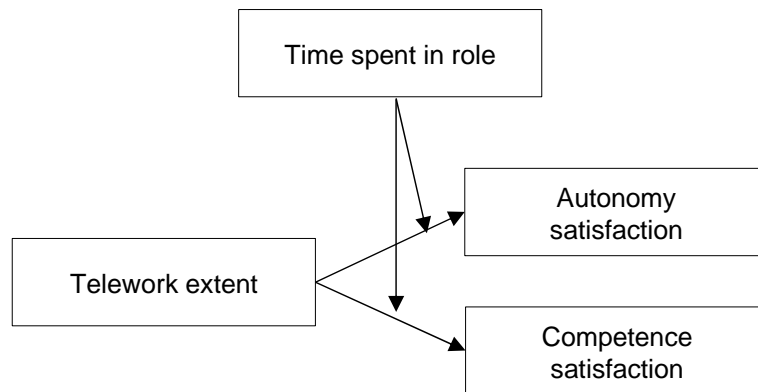 Time spent in role
Autonomy
satisfaction
Telework extent
Competence
satisfaction